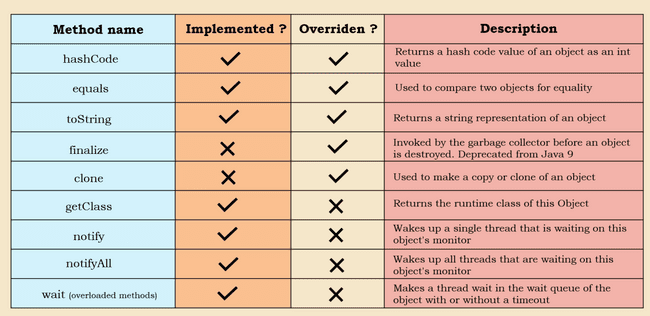 Method name Implemented ? Overriden ? Description
hashCode ✓ ✓ Returns a hash code value of an object as an int
value
equals ✓ ✓ Used to compare two objects for equality
toString ✓ ✓ Returns a string representation of an object
finalize ✕ ✓ Invoked by the garbage collector before an object
is destroyed. Deprecated from Java 9
clone ✕ ✓ Used to make a copy or clone of an object
getClass ✓ ✕ Returns the runtime class of this Object
notify ✓ ✕ Wakes up a single thread that is waiting on this
object's monitor
notifyAll ✓ ✕ Wakes up all threads that are waiting on this
object's monitor
wait (overloaded methods) ✓ ✕ Makes a thread wait in the wait queue of the
object with or without a timeout